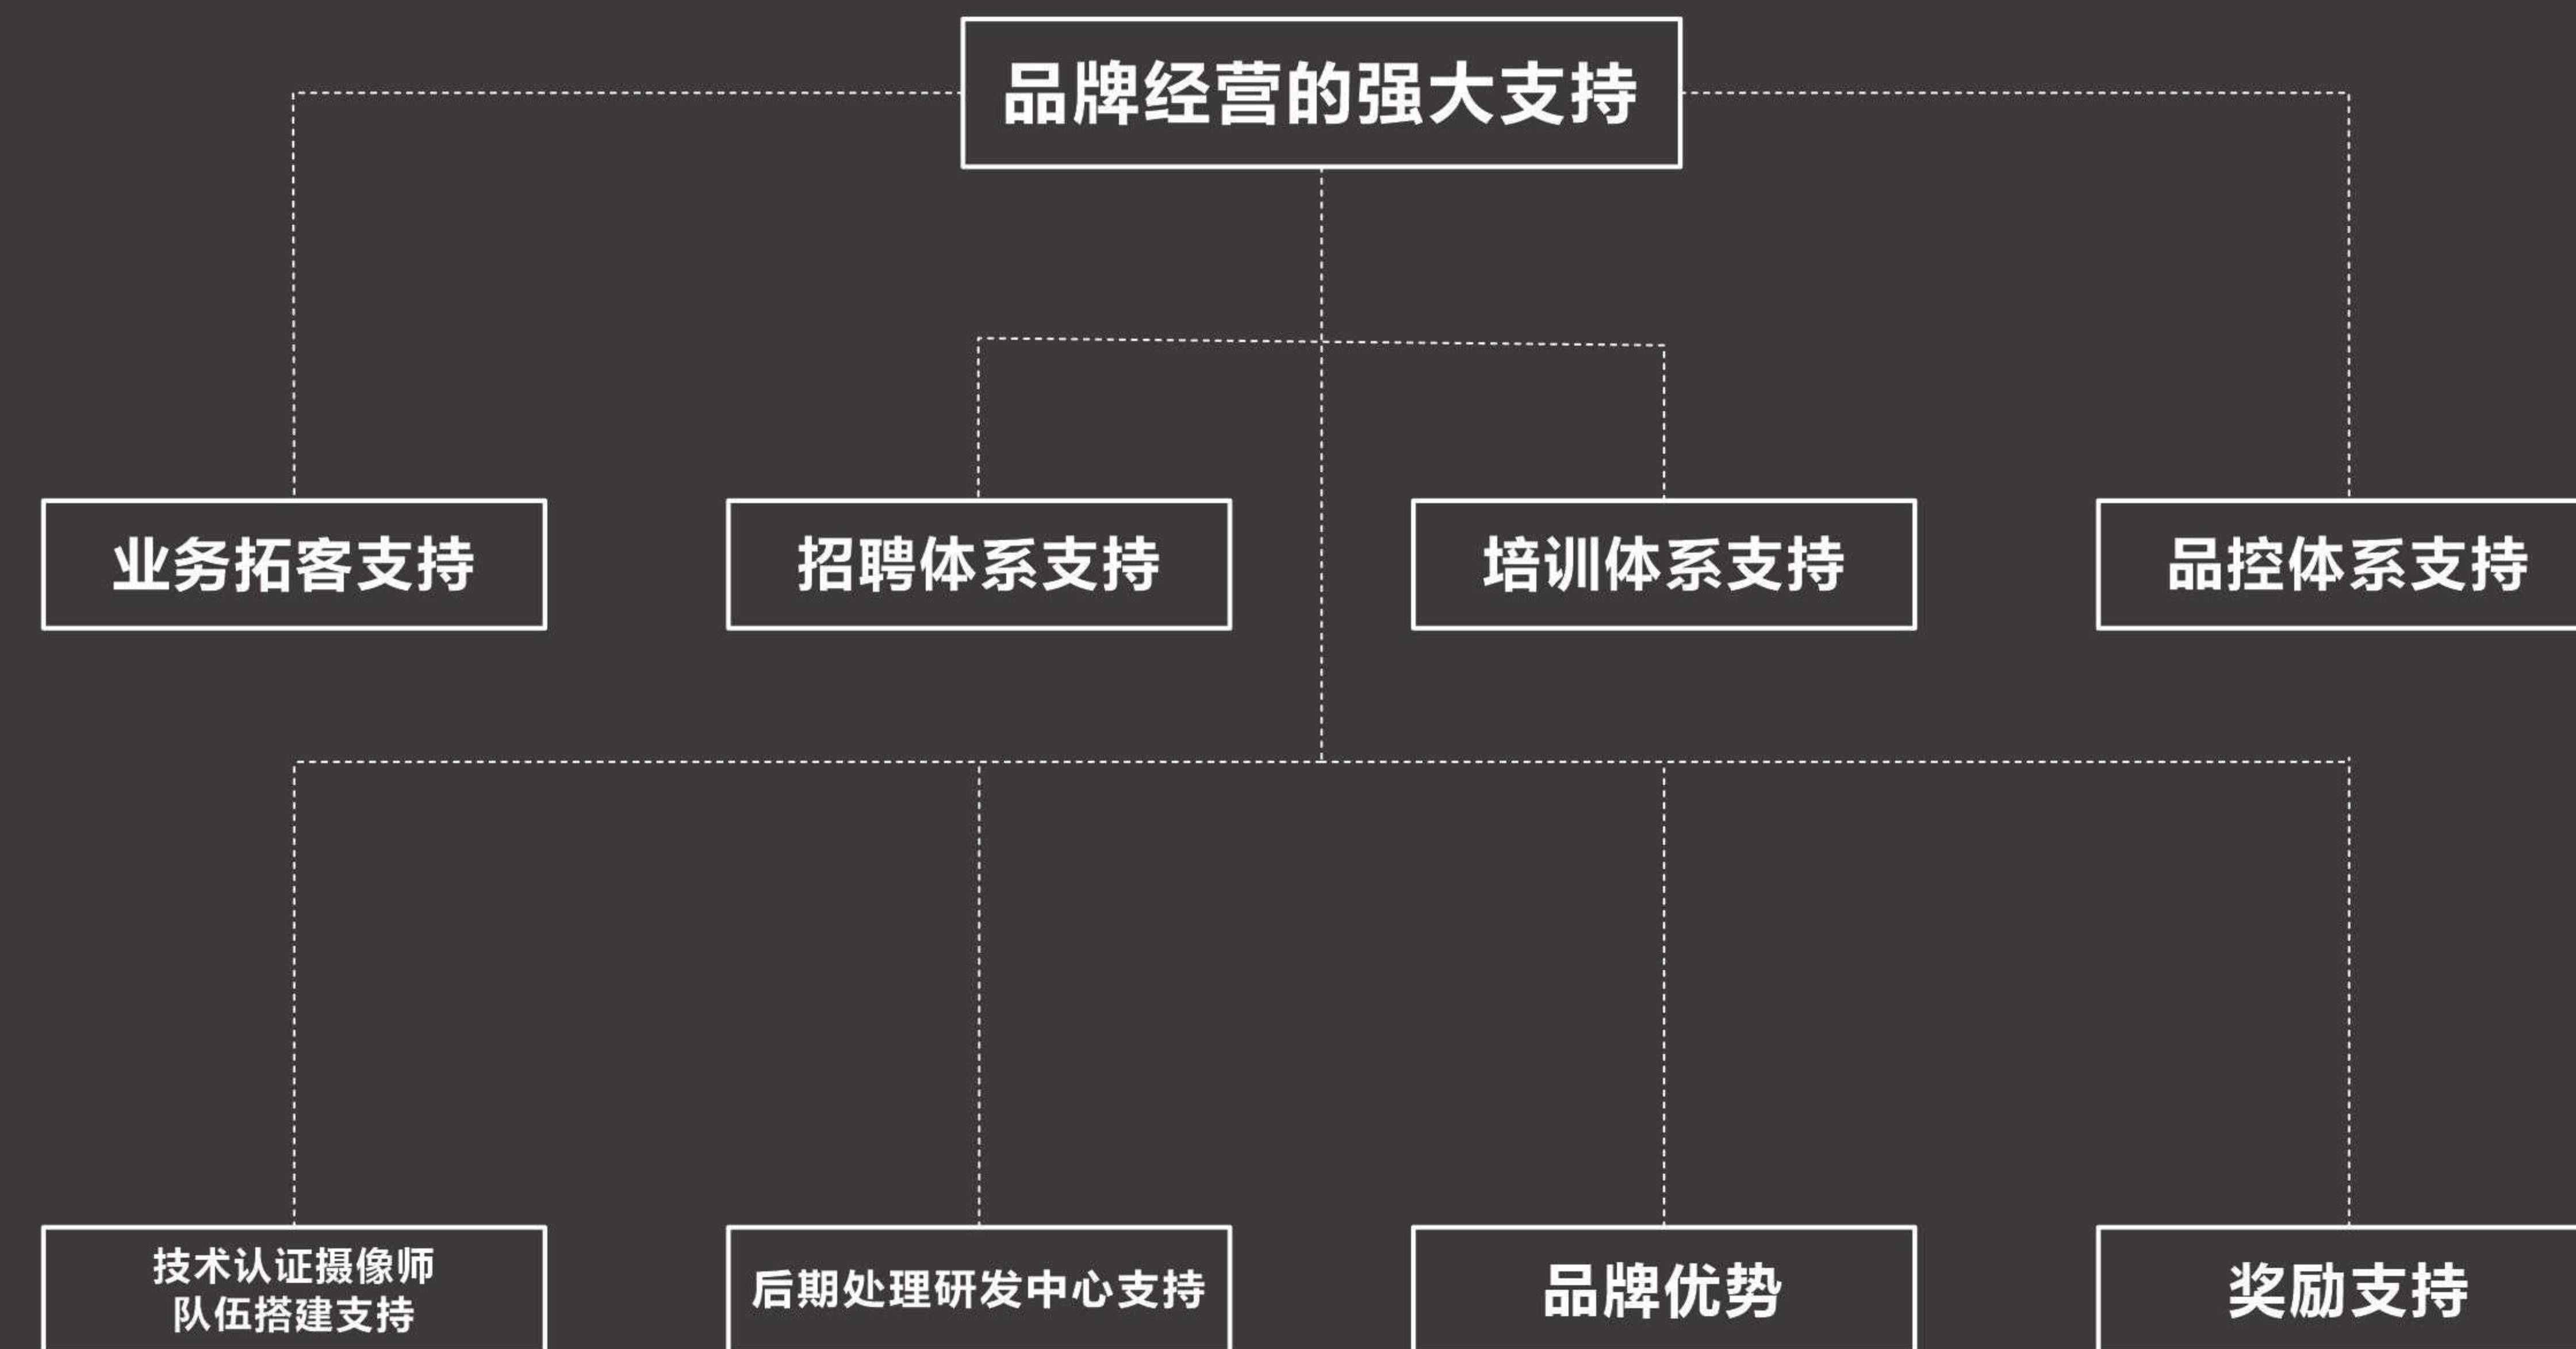 品牌经营的强大支持
业务拓客支持
招聘体系支持
培训体系支持
品控体系支持
技术认证摄像师
队伍搭建支持
后期处理研发中心支持
品牌优势
奖励支持